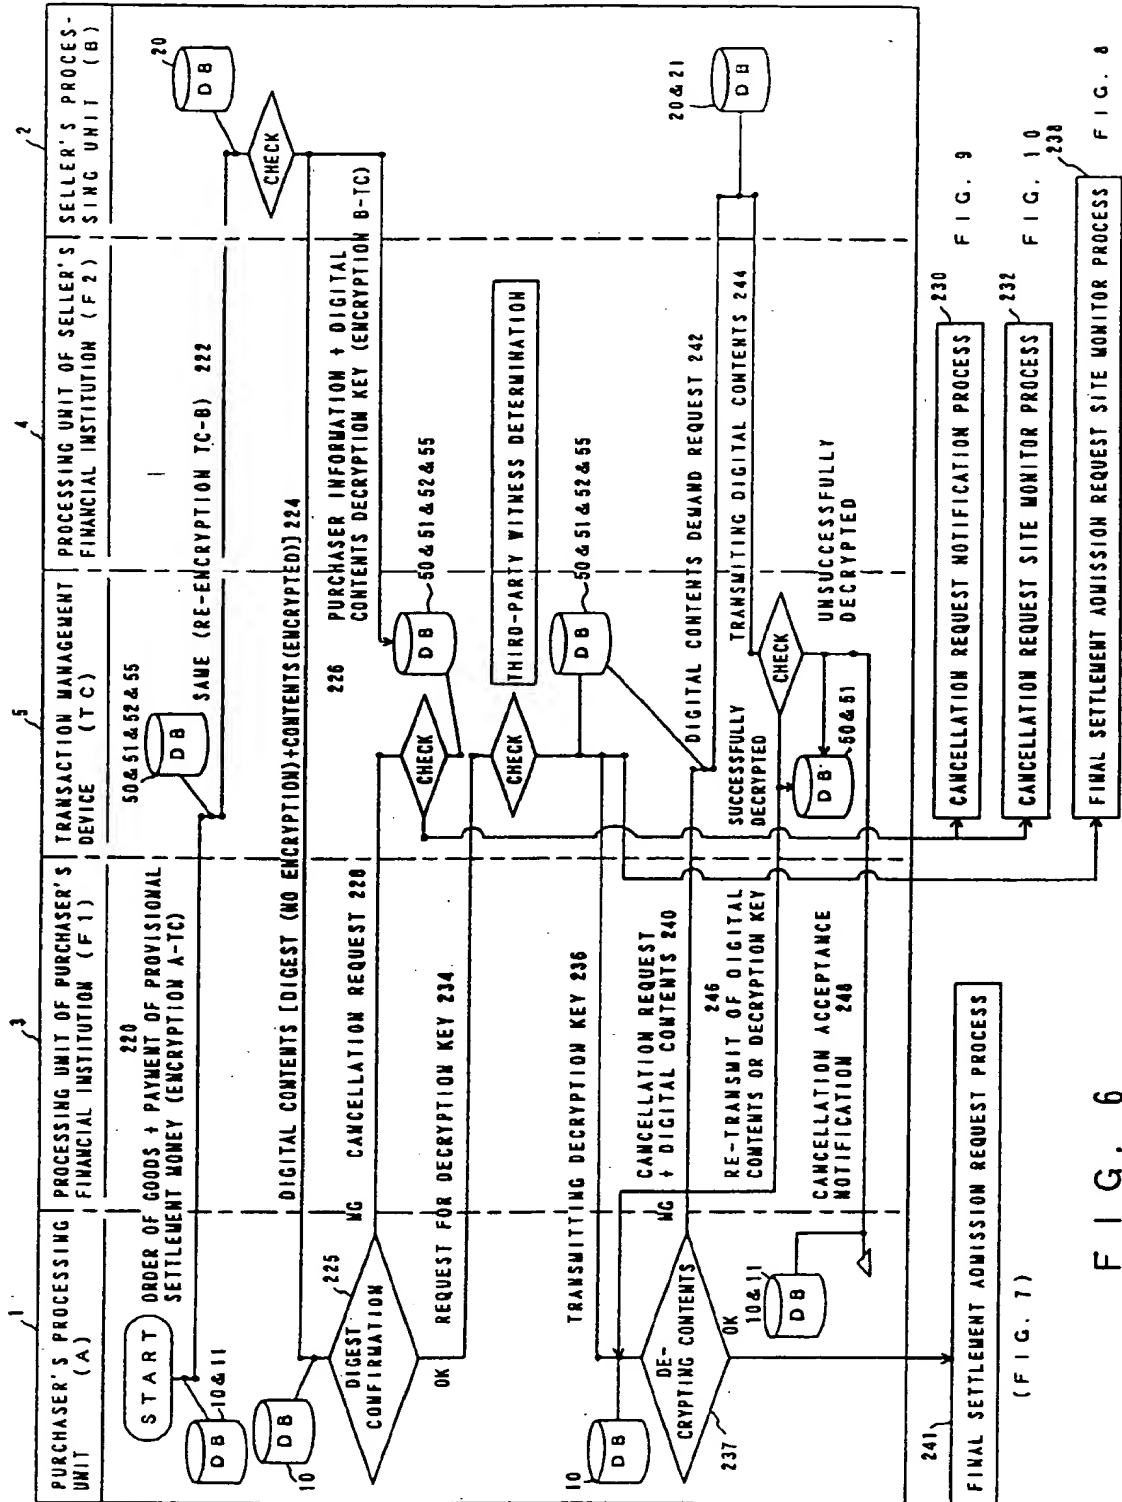 1
PURCHASER'S PROCESSING
UNIT (A)
3
PROCESSING UNIT OF PURCHASER'S
FINANCIAL INSTITUTION (F1)
5
TRANSACTION MANAGEMENT
DEVICE (TC)
4
PROCESSING UNIT OF SELLER'S
FINANCIAL INSTITUTION (F2)
2
SELLER'S PROCES-
SING UNIT (B)
START
DB
10&11
220
ORDER OF GOODS + PAYMENT OF PROVISIONAL
SETTLEMENT MONEY (ENCRYPTION A-TC)
50&51&52&55
DB
SAME (RE-ENCRYPTION TC-B) 222
20
DB
CHECK
DIGITAL CONTENTS [DIGEST (NO ENCRYPTION)+CONTENTS(ENCRYPTED)] 224
DB
10
225
DIGEST
CONFIRMATION
NG
CANCELLATION REQUEST 228
226
PURCHASER INFORMATION + DIGITAL
CONTENTS DECRYPTION KEY (ENCRYPTION B-TC)
DB
50&51&52&55
CHECK
OK
REQUEST FOR DECRYPTION KEY 234
CHECK
THIRD-PARTY WITNESS DETERMINATION
DB
50&51&52&55
TRANSMITTING DECRYPTION KEY 236
DB
10
DE-
CRYPTING CONTENTS
237
NG
CANCELLATION REQUEST
+ DIGITAL CONTENTS 240
DIGITAL CONTENTS DEMAND REQUEST 242
20&21
DB
TRANSMITING DIGITAL CONTENTS 244
CHECK
SUCCESSFULLY
DECRYPTED
UNSUCCESSFULLY
DECRYPTED
DB
50&51
246
RE-TRANSMIT OF DIGITAL
CONTENTS OR DECRYPTION KEY
OK
10&11
DB
CANCELLATION ACCEPTANCE
NOTIFICATION 248
241
FINAL SETTLEMENT ADMISSION REQUEST PROCESS
(FIG. 7)
230
CANCELLATION REQUEST NOTIFICATION PROCESS
FIG. 9
232
CANCELLATION REQUEST SITE MONITOR PROCESS
FIG. 10
238
FINAL SETTLEMENT ADMISSION REQUEST SITE MONITOR PROCESS
FIG. 8
FIG. 6